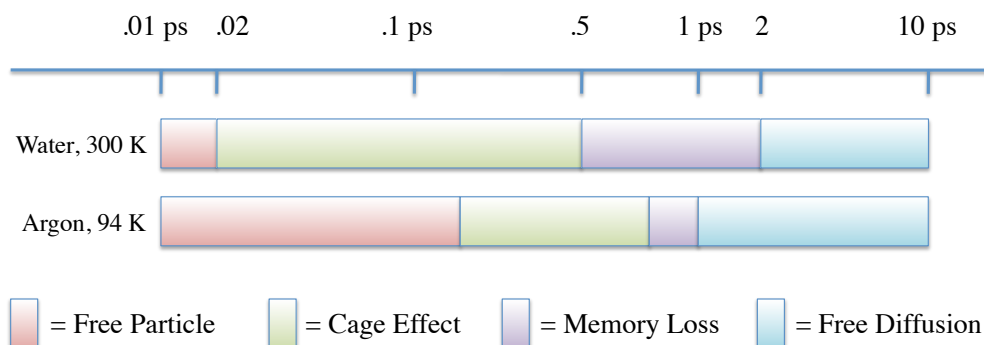 .01 ps .02 .1 ps .5 1 ps 2 10 ps
Water, 300 K
Argon, 94 K
= Free Particle = Cage Effect = Memory Loss = Free Diffusion